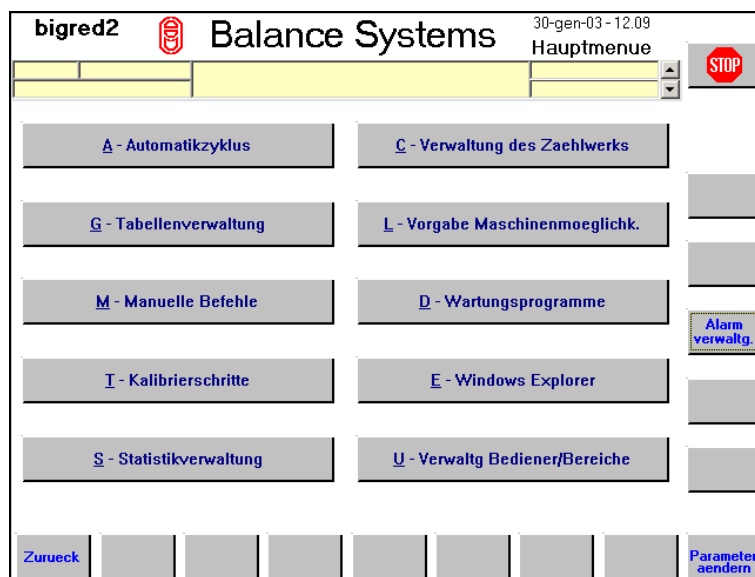 bigred2
Balance Systems
30-gen-03 - 12.09
Hauptmenue
STOP
A - Automatikzyklus
C - Verwaltung des Zaehlwerks
G - Tabellenverwaltung
L - Vorgabe Maschinenmoeglichk.
M - Manuelle Befehle
D - Wartungsprogramme
Alarm
verwaltg.
T - Kalibrierschritte
E - Windows Explorer
S - Statistikverwaltung
U - Verwaltg Bediener/Bereiche
Zurueck
Parameter
aendern